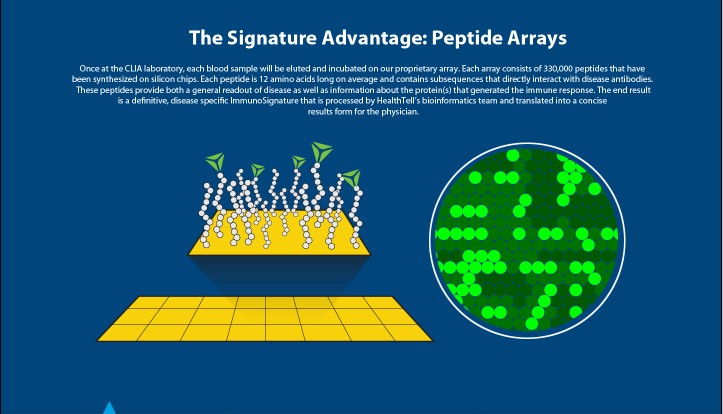 The Signature Advantage: Peptide Arrays
Once at the CLIA laboratory, each blood sample will be eluted and incubated on our proprietary array. Each array consists of 330,000 peptides that have
been synthesized on silicon chips. Each peptide is 12 amino acids long on average and contains subsequences that directly interact with disease antibodies.
These peptides provide both a general readout of disease as well as information about the protein(s) that generated the immune response. The end result
is a definitive, disease specific ImmunoSignature that is processed by HealthTell's bioinformatics team and translated into a concise
results form for the physician.